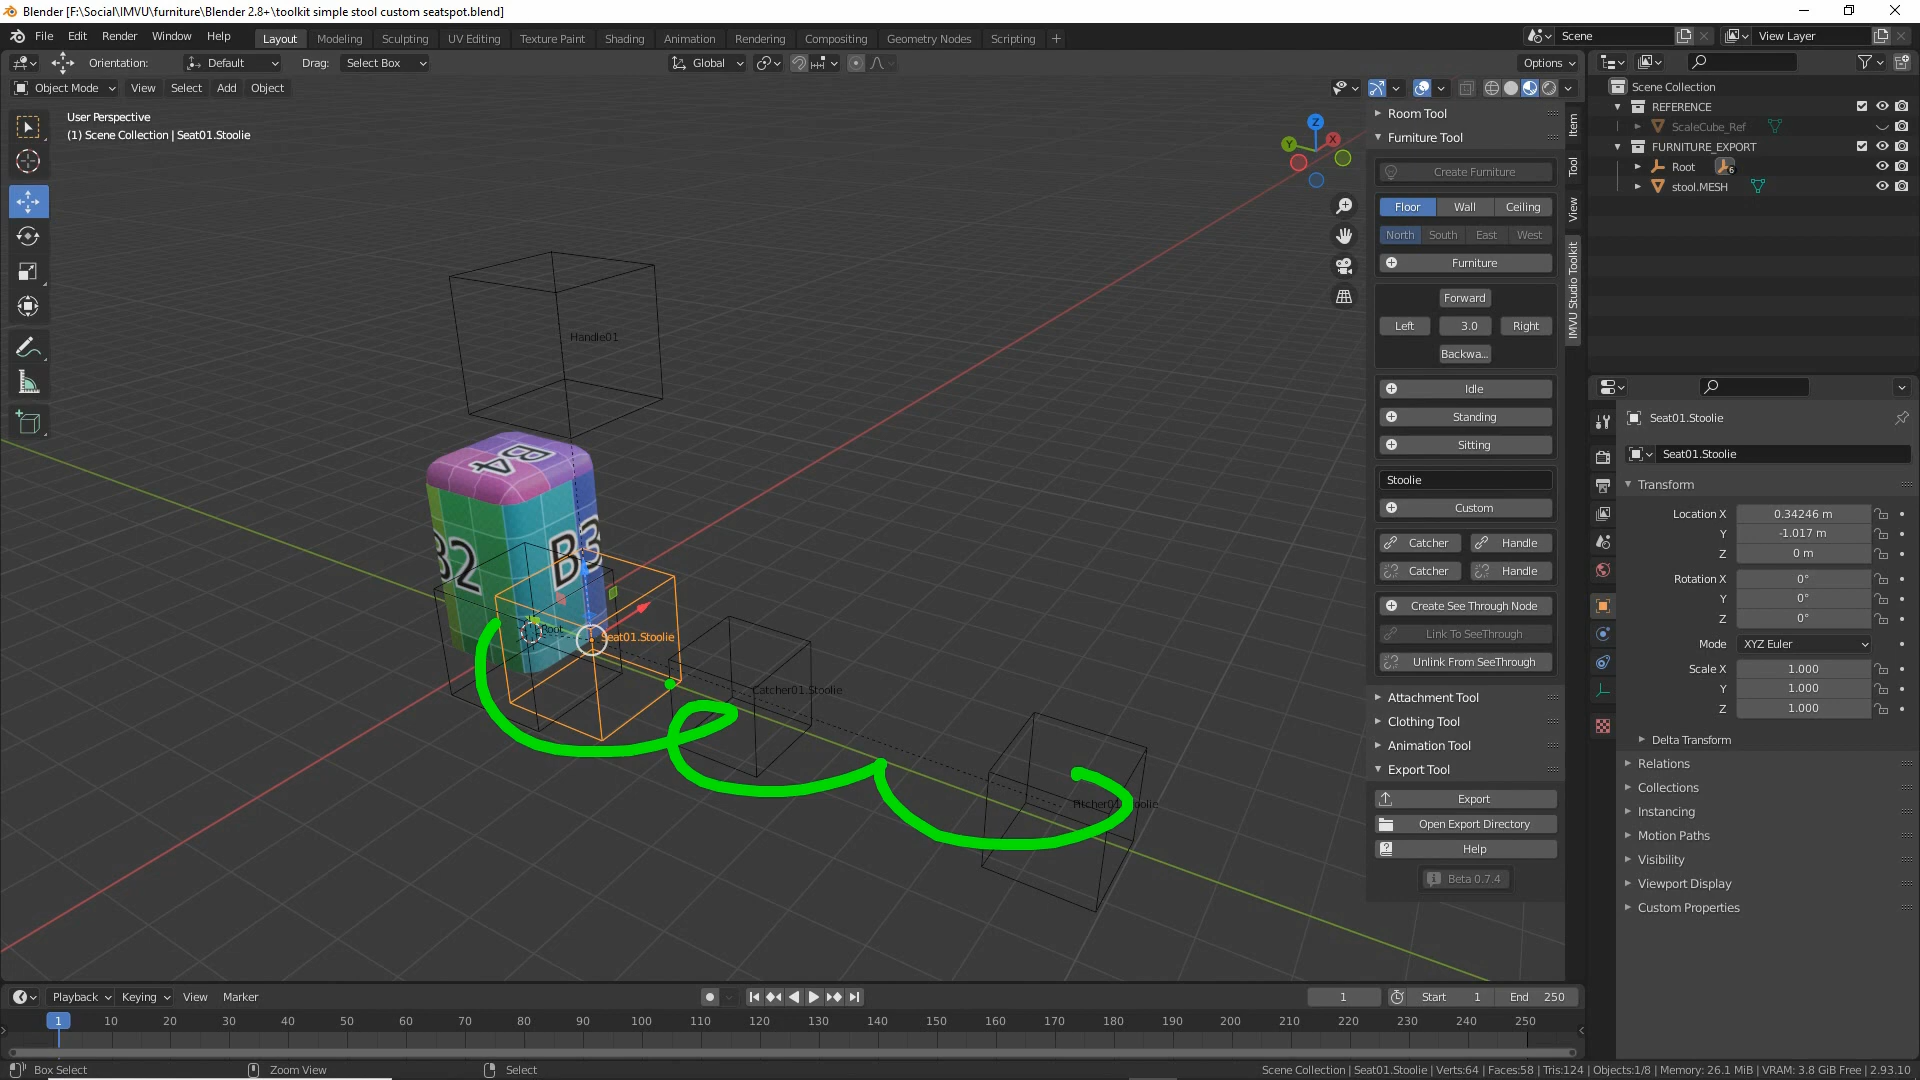 Blender [F:\Social\IMVU\furniture\Blender 2.8+\toolkit simple stool custom seatspot.blend]
File Edit Render Window Help
Layout Modeling Sculpting UV Editing Texture Paint Shading Animation Rendering Compositing Geometry Nodes Scripting +
Scene
View Layer
Orientation: Default Drag: Select Box
Global
Options
Object Mode View Select Add Object
User Perspective
(1) Scene Collection | Seat01.Stoolie
Z
X
Y
Handle01
B4
B2
B3
Root
Seat01.Stoolie
Catcher01.Stoolie
Room Tool
Furniture Tool
Create Furniture
Floor Wall Ceiling
North South East West
Furniture
Forward
Left 3.0 Right
Backwa...
Idle
Standing
Sitting
Stoolie
Custom
Catcher Handle
Catcher Handle
Create See Through Node
Link To SeeThrough
Unlink From SeeThrough
Attachment Tool
Clothing Tool
Animation Tool
Export Tool
Export
Open Export Directory
Help
Beta 0.7.4
Item
Tool
View
IMVU Studio Toolkit
Scene Collection
REFERENCE
ScaleCube_Ref
FURNITURE_EXPORT
Root 6
stool.MESH
Seat01.Stoolie
Seat01.Stoolie
Transform
Location X 0.34246 m
Y -1.017 m
Z 0 m
Rotation X 0°
Y 0°
Z 0°
Mode XYZ Euler
Scale X 1.000
Y 1.000
Z 1.000
Delta Transform
Relations
Collections
Instancing
Motion Paths
Visibility
Viewport Display
Custom Properties
Playback Keying View Marker
1
Start 1 End 250
1 10 20 30 40 50 60 70 80 90 100 110 120 130 140 150 160 170 180 190 200 210 220 230 240 250
Box Select Zoom View Select
Scene Collection | Seat01.Stoolie | Verts:64 | Faces:58 | Tris:124 | Objects:1/8 | Memory: 26.1 MiB | VRAM: 3.8 GiB Free | 2.93.10